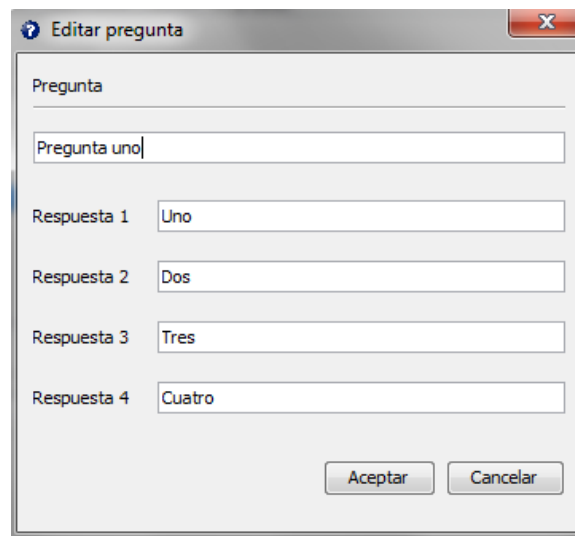 Editar pregunta
Pregunta
Pregunta uno
Respuesta 1 Uno
Respuesta 2 Dos
Respuesta 3 Tres
Respuesta 4 Cuatro
Aceptar Cancelar